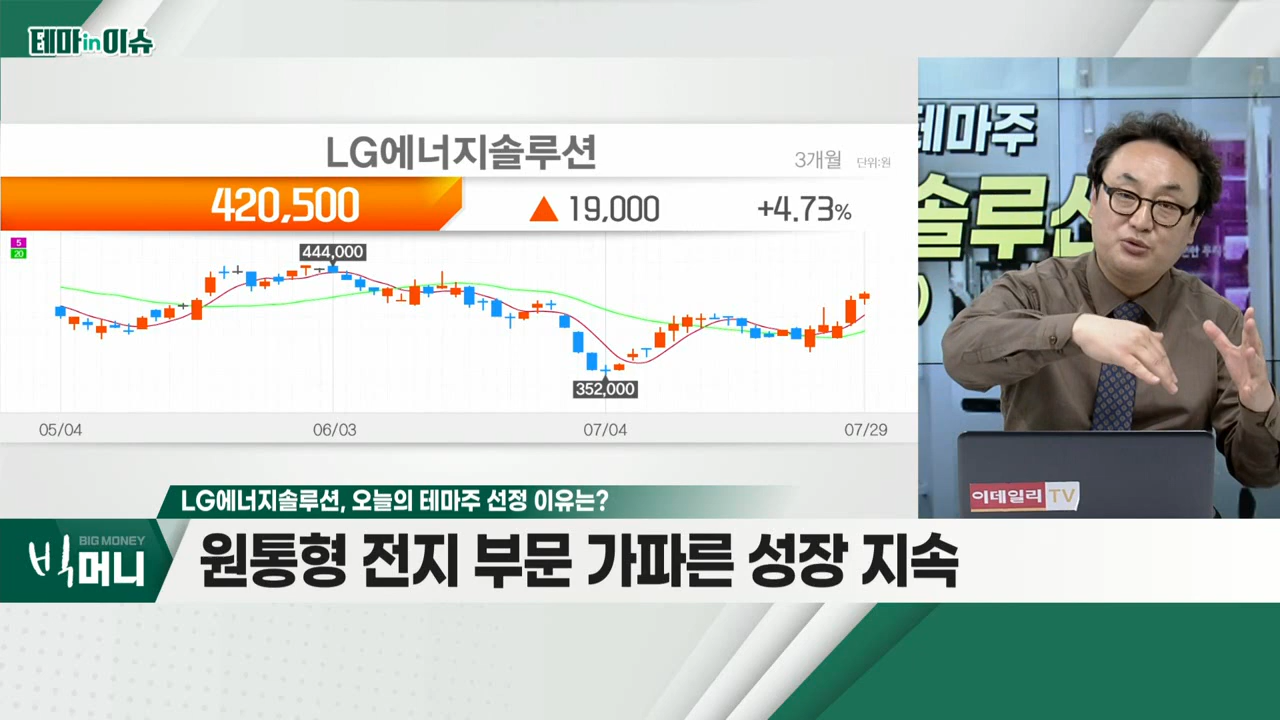 테마in이슈
LG에너지솔루션
3개월 단위:원
420,500 ▲ 19,000 +4.73%
5
20
444,000
352,000
05/04 06/03 07/04 07/29
테마주
솔루션
이데일리TV
LG에너지솔루션, 오늘의 테마주 선정 이유는?
BIG MONEY
빅머니
원통형 전지 부문 가파른 성장 지속